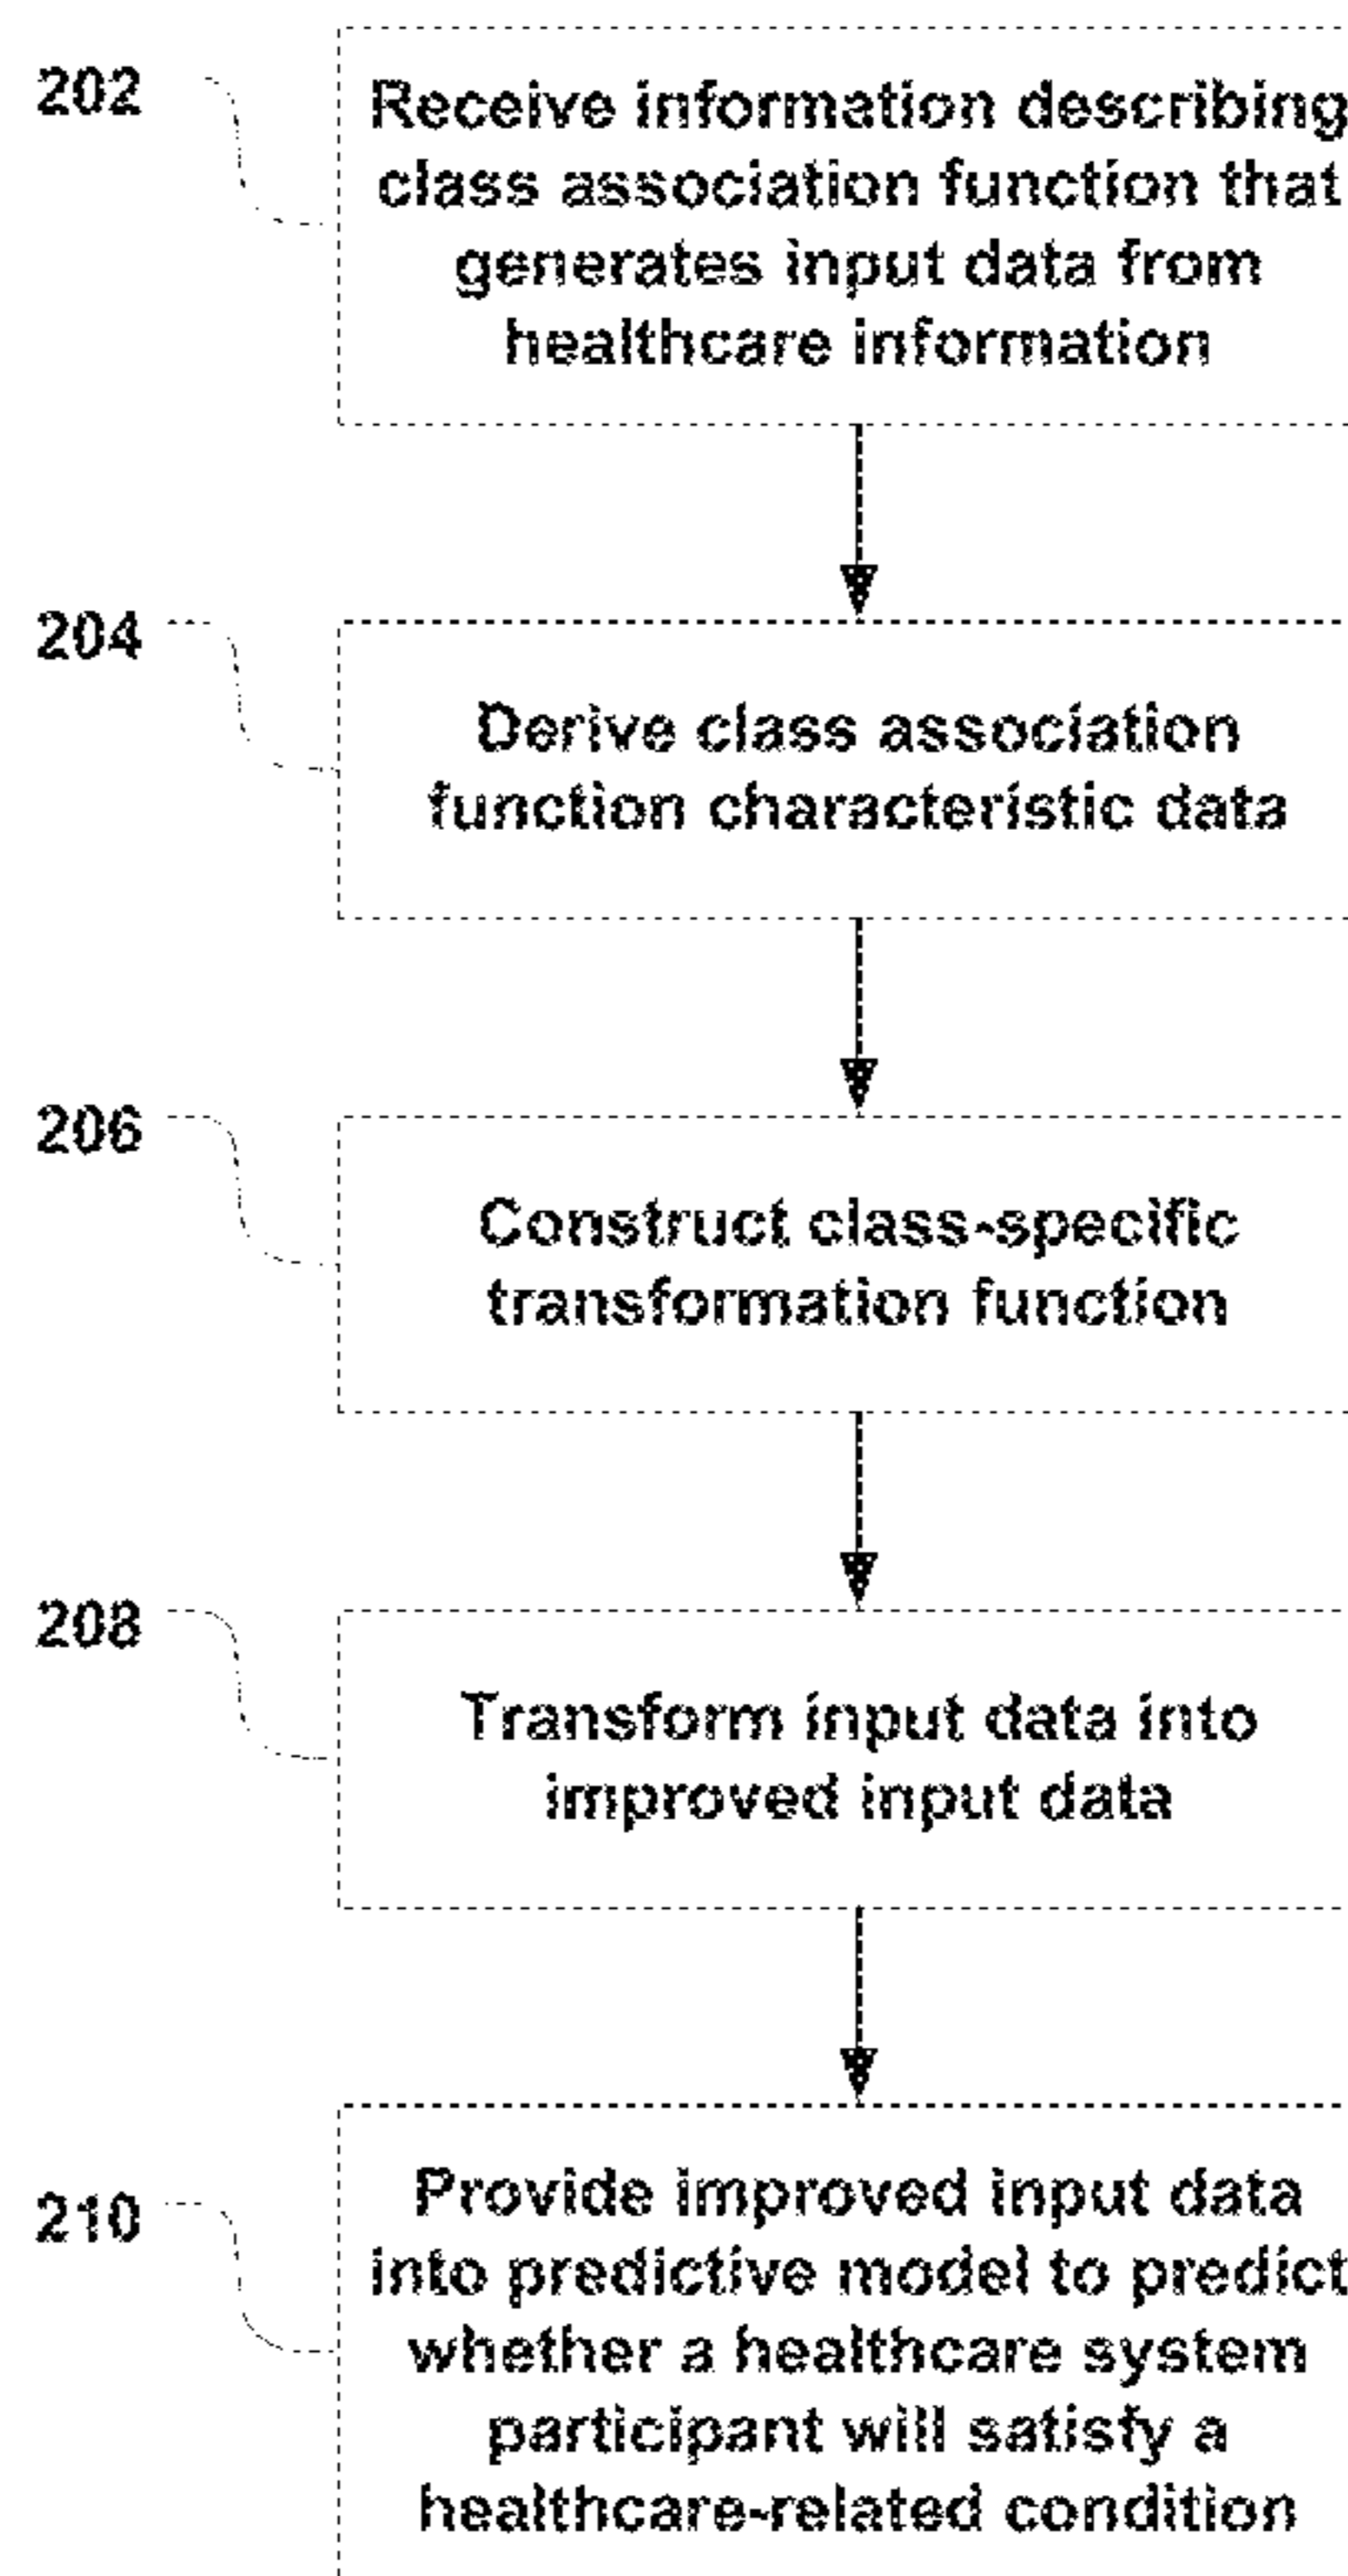 202
Receive information describing
class association function that
generates input data from
healthcare information
204
Derive class association
function characteristic data
206
Construct class-specific
transformation function
208
Transform input data into
improved input data
210
Provide improved input data
into predictive model to predict
whether a healthcare system
participant will satisfy a
healthcare-related condition